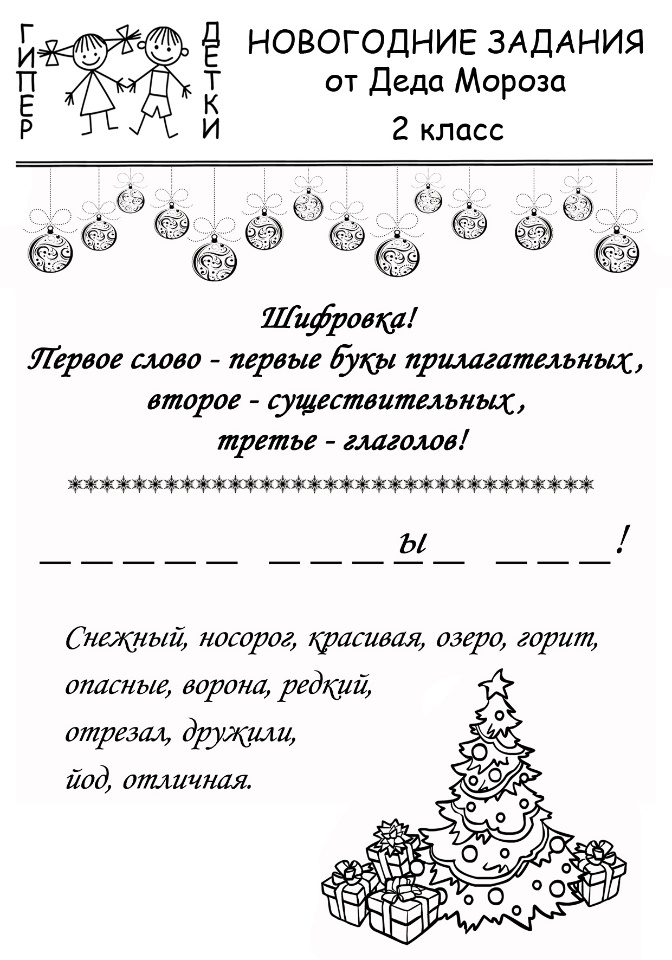 ГИПЕР
ДЕТКИ
НОВОГОДНИЕ ЗАДАНИЯ
от Деда Мороза
2 класс
Шифровка!
Первое слово - первые букы прилагательных,
второе - существительных,
третье - глаголов!
_ _ _ _ _ _ _ _ ы _ _ _ _ !
Снежный, носорог, красивая, озеро, горит,
опасные, ворона, редкий,
отрезал, дружили,
йод, отличная.